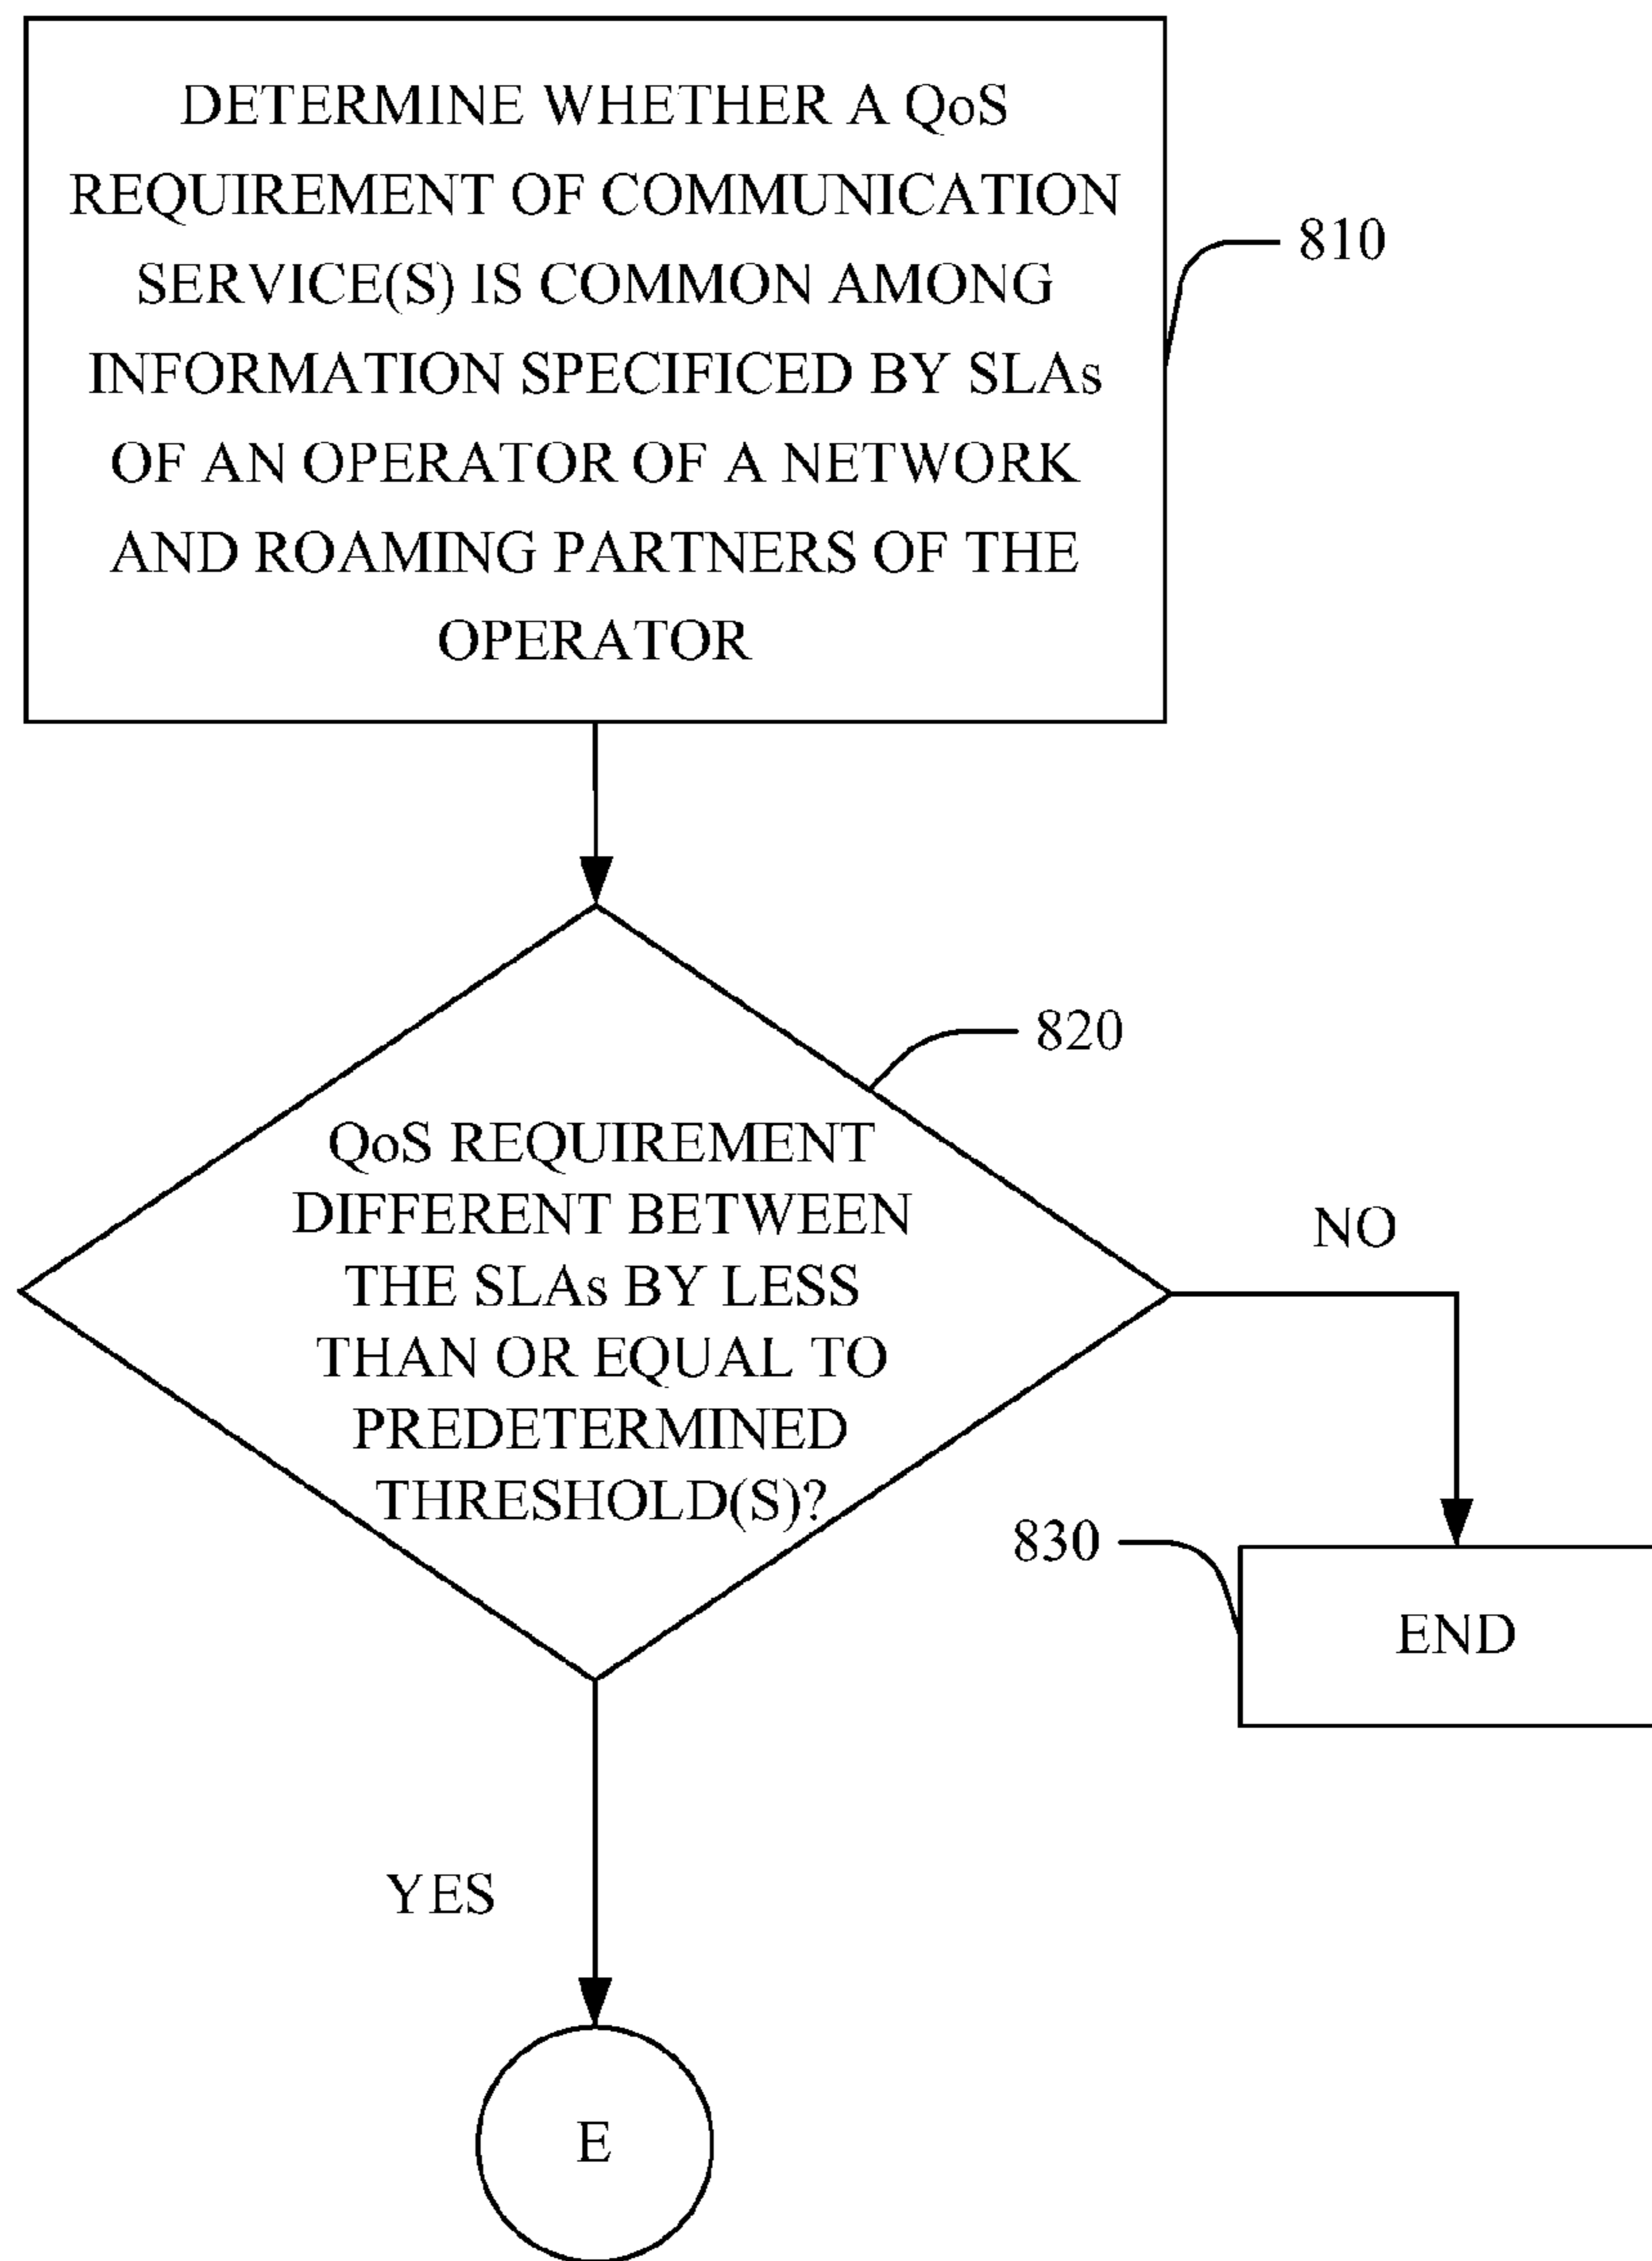 DETERMINE WHETHER A QoS
REQUIREMENT OF COMMUNICATION
SERVICE(S) IS COMMON AMONG
INFORMATION SPECIFICED BY SLAs
OF AN OPERATOR OF A NETWORK
AND ROAMING PARTNERS OF THE
OPERATOR
810
820
QoS REQUIREMENT
DIFFERENT BETWEEN
THE SLAs BY LESS
THAN OR EQUAL TO
PREDETERMINED
THRESHOLD(S)?
NO
830
END
YES
E